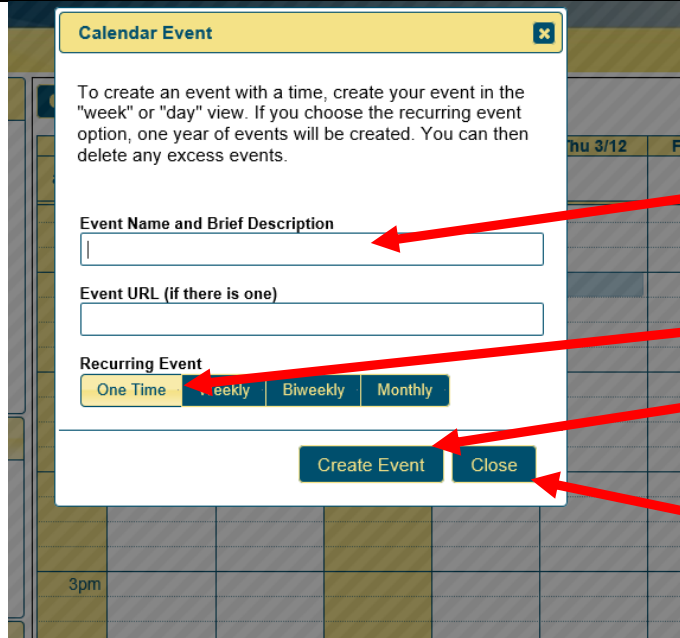 Calendar Event
To create an event with a time, create your event in the
"week" or "day" view. If you choose the recurring event
option, one year of events will be created. You can then
delete any excess events.
Thu 3/12
Event Name and Brief Description
Event URL (if there is one)
Recurring Event
One Time Weekly Biweekly Monthly
Create Event Close
3pm